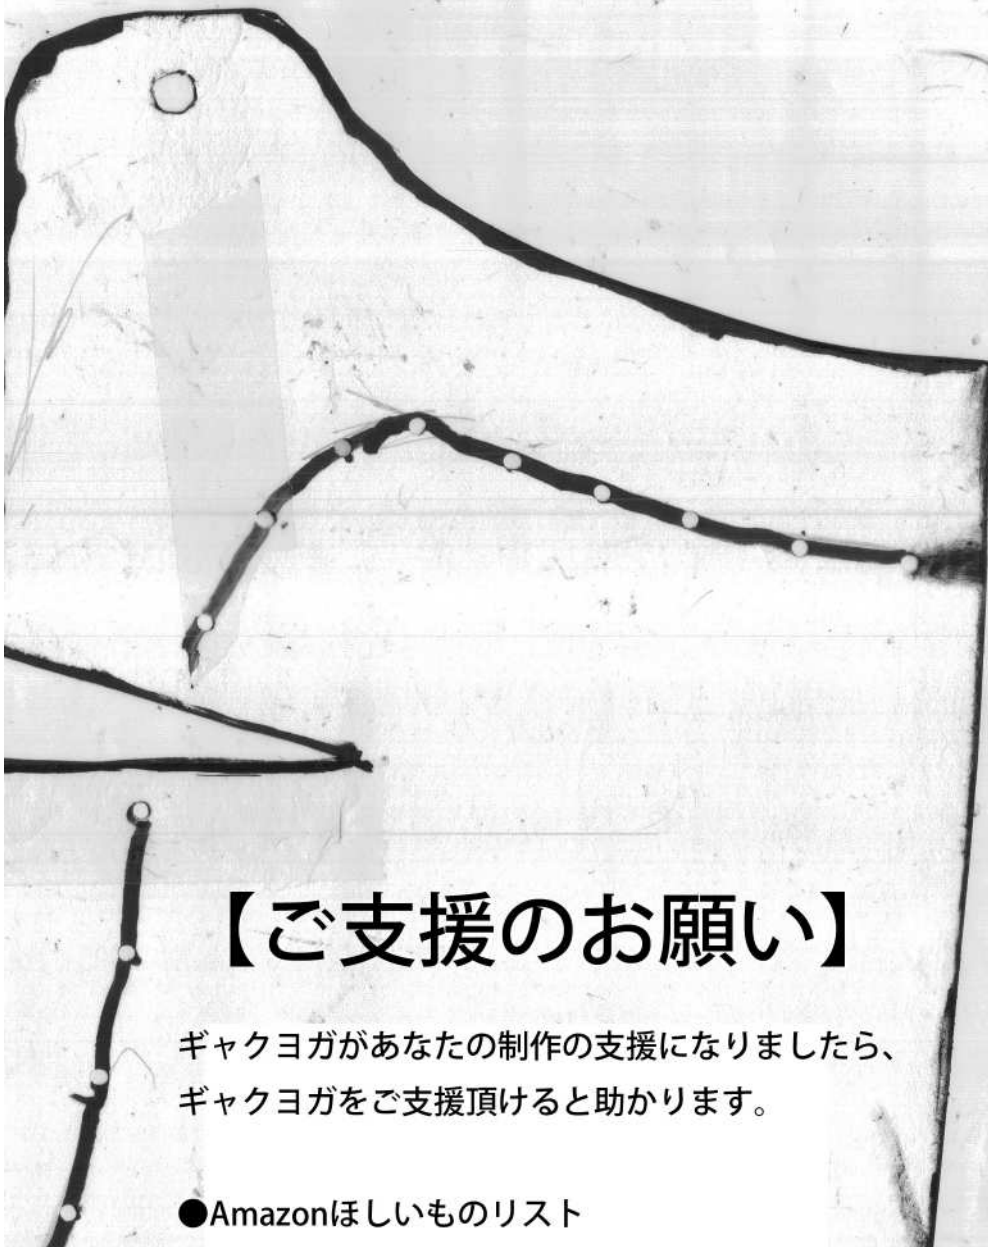 【ご支援のお願い】
ギャクヨガがあなたの制作の支援になりましたら、
ギャクヨガをご支援頂けると助かります。
●Amazonほしいものリスト